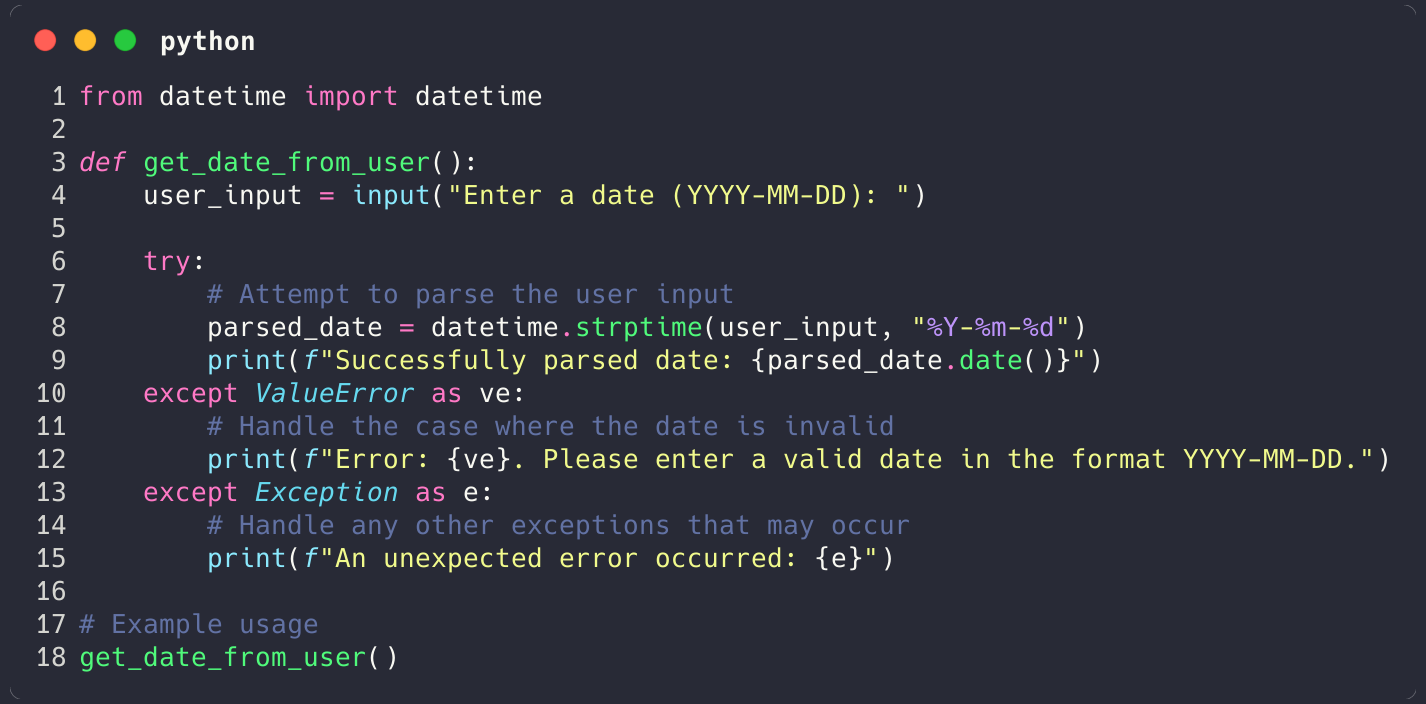 python
1 from datetime import datetime
2
3 def get_date_from_user():
4     user_input = input("Enter a date (YYYY-MM-DD): ")
5
6     try:
7         # Attempt to parse the user input
8         parsed_date = datetime.strptime(user_input, "%Y-%m-%d")
9         print(f"Successfully parsed date: {parsed_date.date()}")
10     except ValueError as ve:
11         # Handle the case where the date is invalid
12         print(f"Error: {ve}. Please enter a valid date in the format YYYY-MM-DD.")
13     except Exception as e:
14         # Handle any other exceptions that may occur
15         print(f"An unexpected error occurred: {e}")
16
17 # Example usage
18 get_date_from_user()